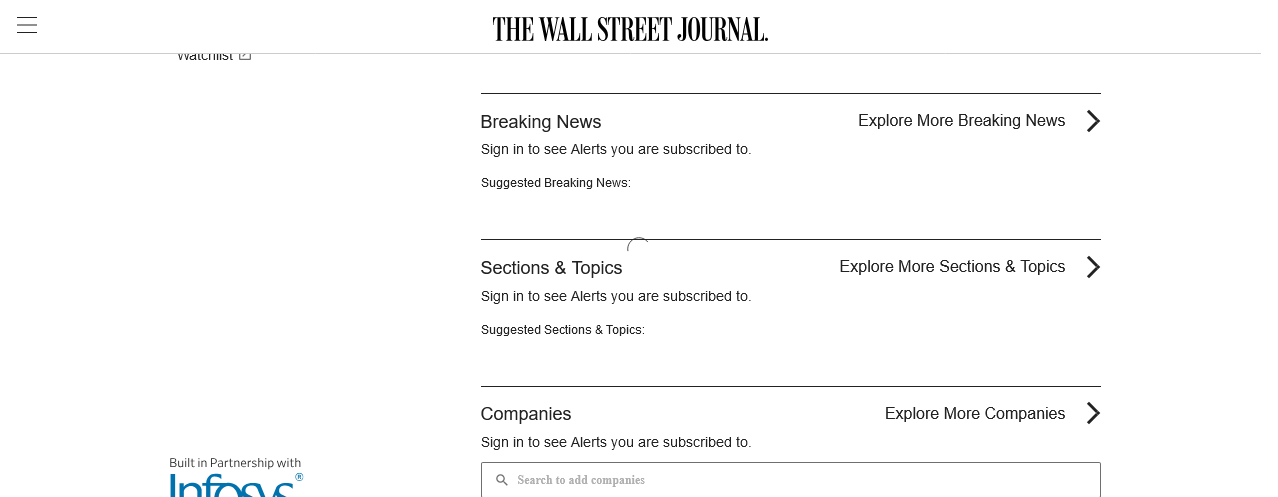 THE WALL STREET JOURNAL.
Watchlist
Breaking News
Explore More Breaking News
Sign in to see Alerts you are subscribed to.
Suggested Breaking News:
Sections & Topics
Explore More Sections & Topics
Sign in to see Alerts you are subscribed to.
Suggested Sections & Topics:
Companies
Explore More Companies
Sign in to see Alerts you are subscribed to.
Search to add companies
Built in Partnership with
Infosys®